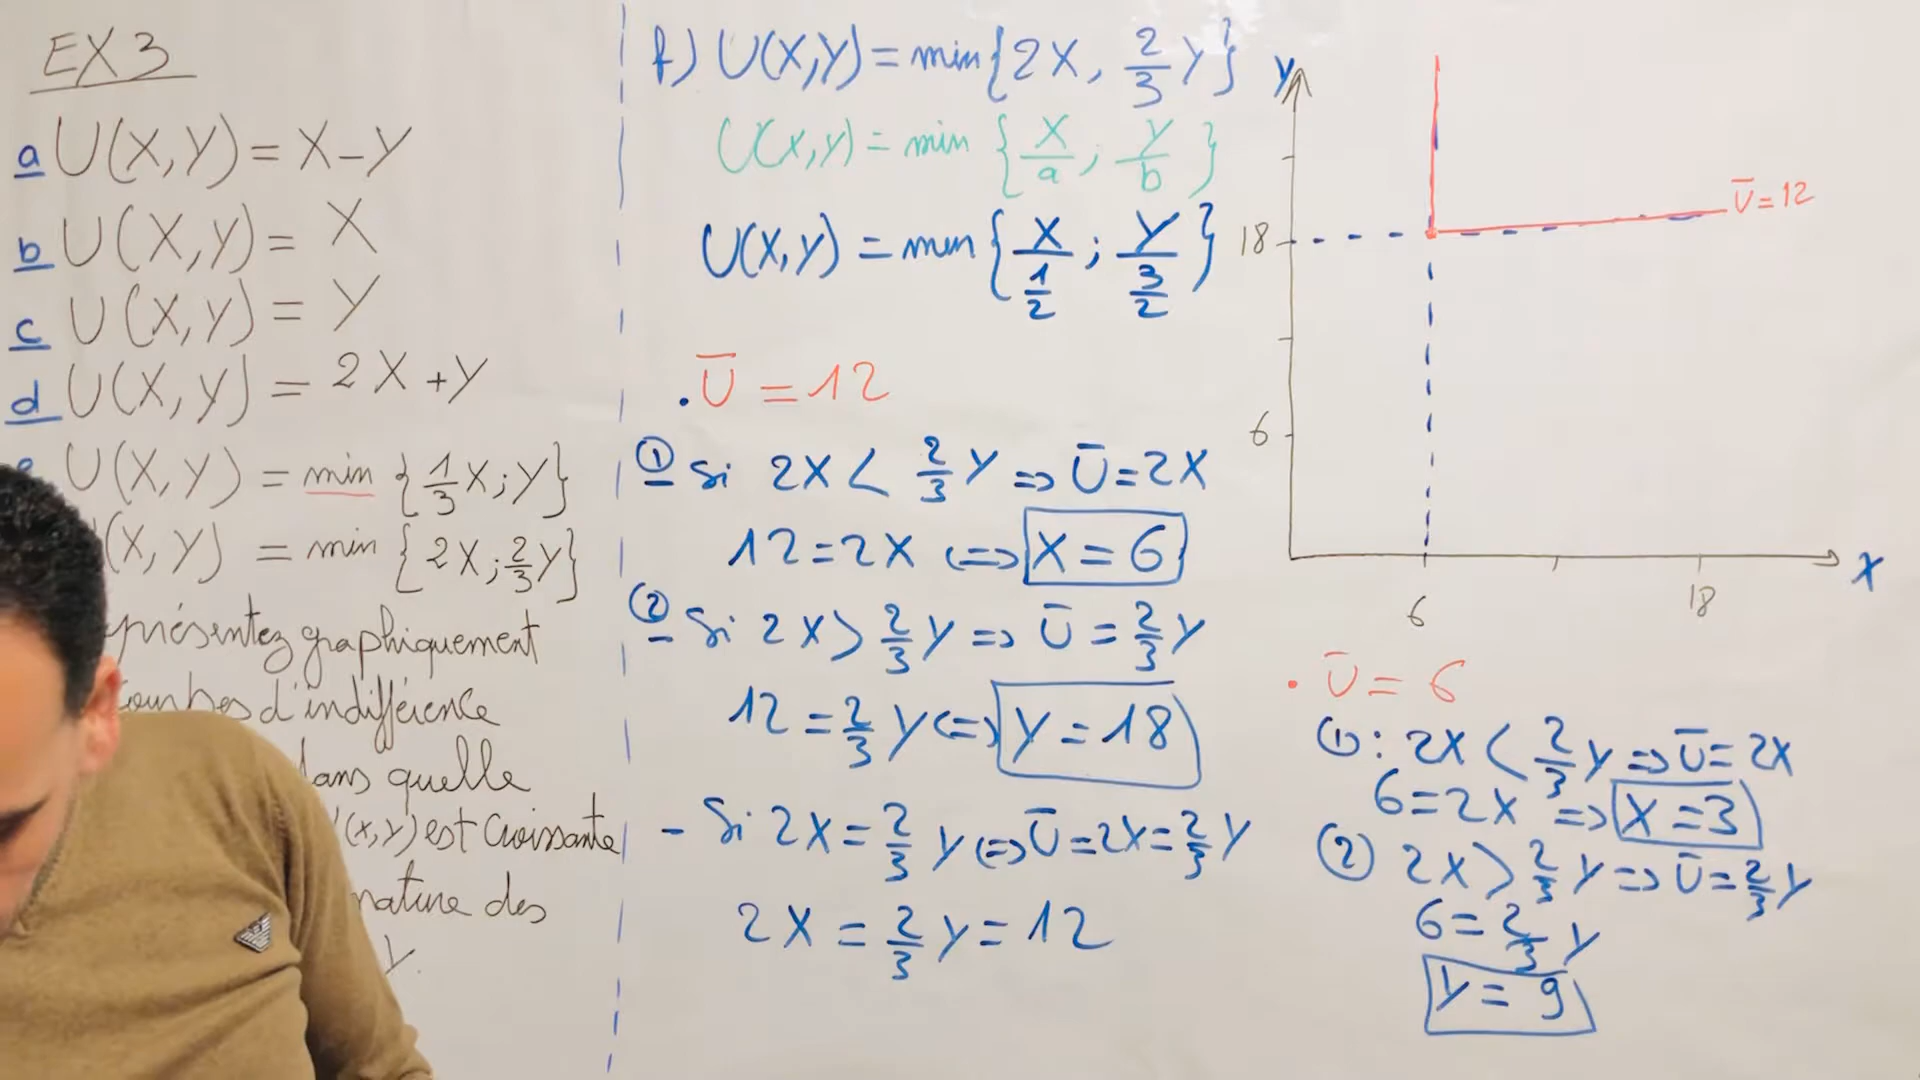 EX3
a U(X,Y) = X-Y
b U(X,Y) = X
c U(X,Y) = Y
d U(X,Y) = 2X+Y
U(X,Y) = min {1/3 X; Y}
(X,Y) = min {2X; 2/3 Y}
graphiquement
d'indifférence
dans quelle
(x,y) est croissante
nature des
Y.
f) U(X,Y) = min{2X, 2/3 Y}
U(X,Y) = min {X/a ; Y/b}
U(X,Y) = min {X/(1/2) ; Y/(3/2)}
. Ū = 12
① Si 2X < 2/3 Y => Ū = 2X
12 = 2X <=> X = 6
② Si 2X > 2/3 Y => Ū = 2/3 Y
12 = 2/3 Y <=> Y = 18
- Si 2X = 2/3 Y <=> Ū = 2X = 2/3 Y
2X = 2/3 Y = 12
Y
Ū = 12
18
6
6
18
X
. Ū = 6
①: 2X < 2/3 Y => Ū = 2X
6 = 2X => X = 3
② 2X > 2/3 Y => Ū = 2/3 Y
6 = 2/3 Y
Y = 9